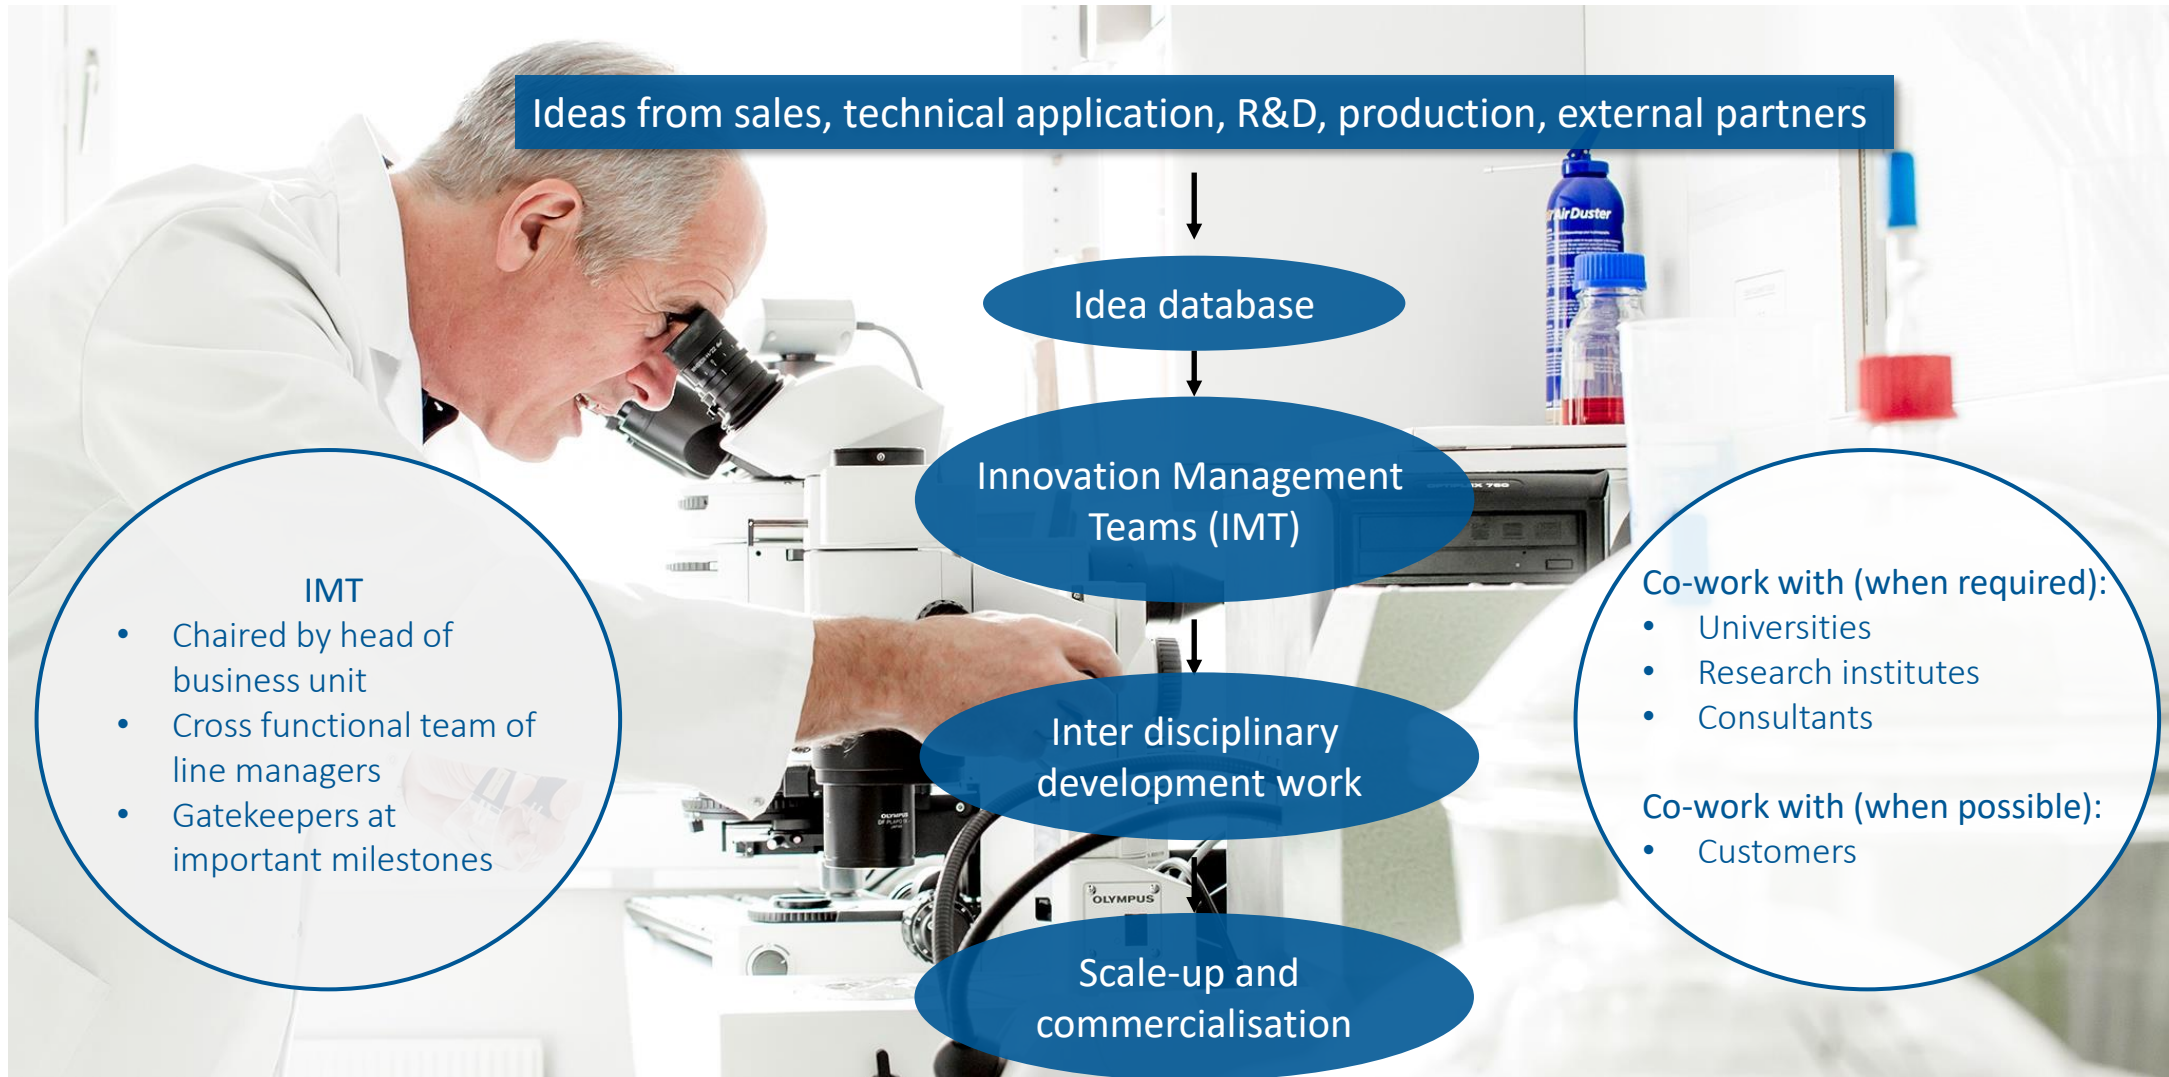 Ideas from sales, technical application, R&D, production, external partners
AirDuster
Idea database
Innovation Management
Teams (IMT)
Inter disciplinary
development work
OLYMPUS
Scale-up and
commercialisation
IMT
• Chaired by head of
business unit
• Cross functional team of
line managers
• Gatekeepers at
important milestones
Co-work with (when required):
• Universities
• Research institutes
• Consultants
Co-work with (when possible):
• Customers
OLYMPUS